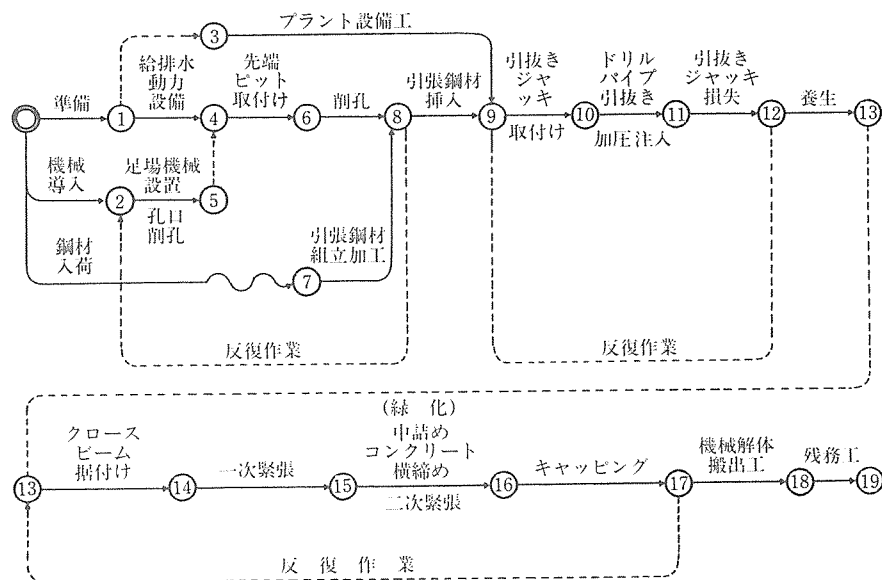 プラント設備工
③
給排水
動力
設備
先端
ピット
取付け
引張鋼材
挿入
引抜き
ジャ
ッキ
取付け
ドリル
パイプ
引抜き
加圧注入
引抜き
ジャッキ
損失
準備
①
④
⑥
削孔
⑧
⑨
⑩
⑪
⑫
養生
⑬
機械
導入
②
足場機械
設置
孔口
削孔
⑤
鋼材
入荷
⑦
引張鋼材
組立加工
反復作業
反復作業
(緑 化)
クロース
ビーム
据付け
⑬
⑭
一次緊張
⑮
中詰め
コンクリート
横締め
二次緊張
⑯
キャッピング
⑰
機械解体
搬出工
⑱
残務工
⑲
反 復 作 業